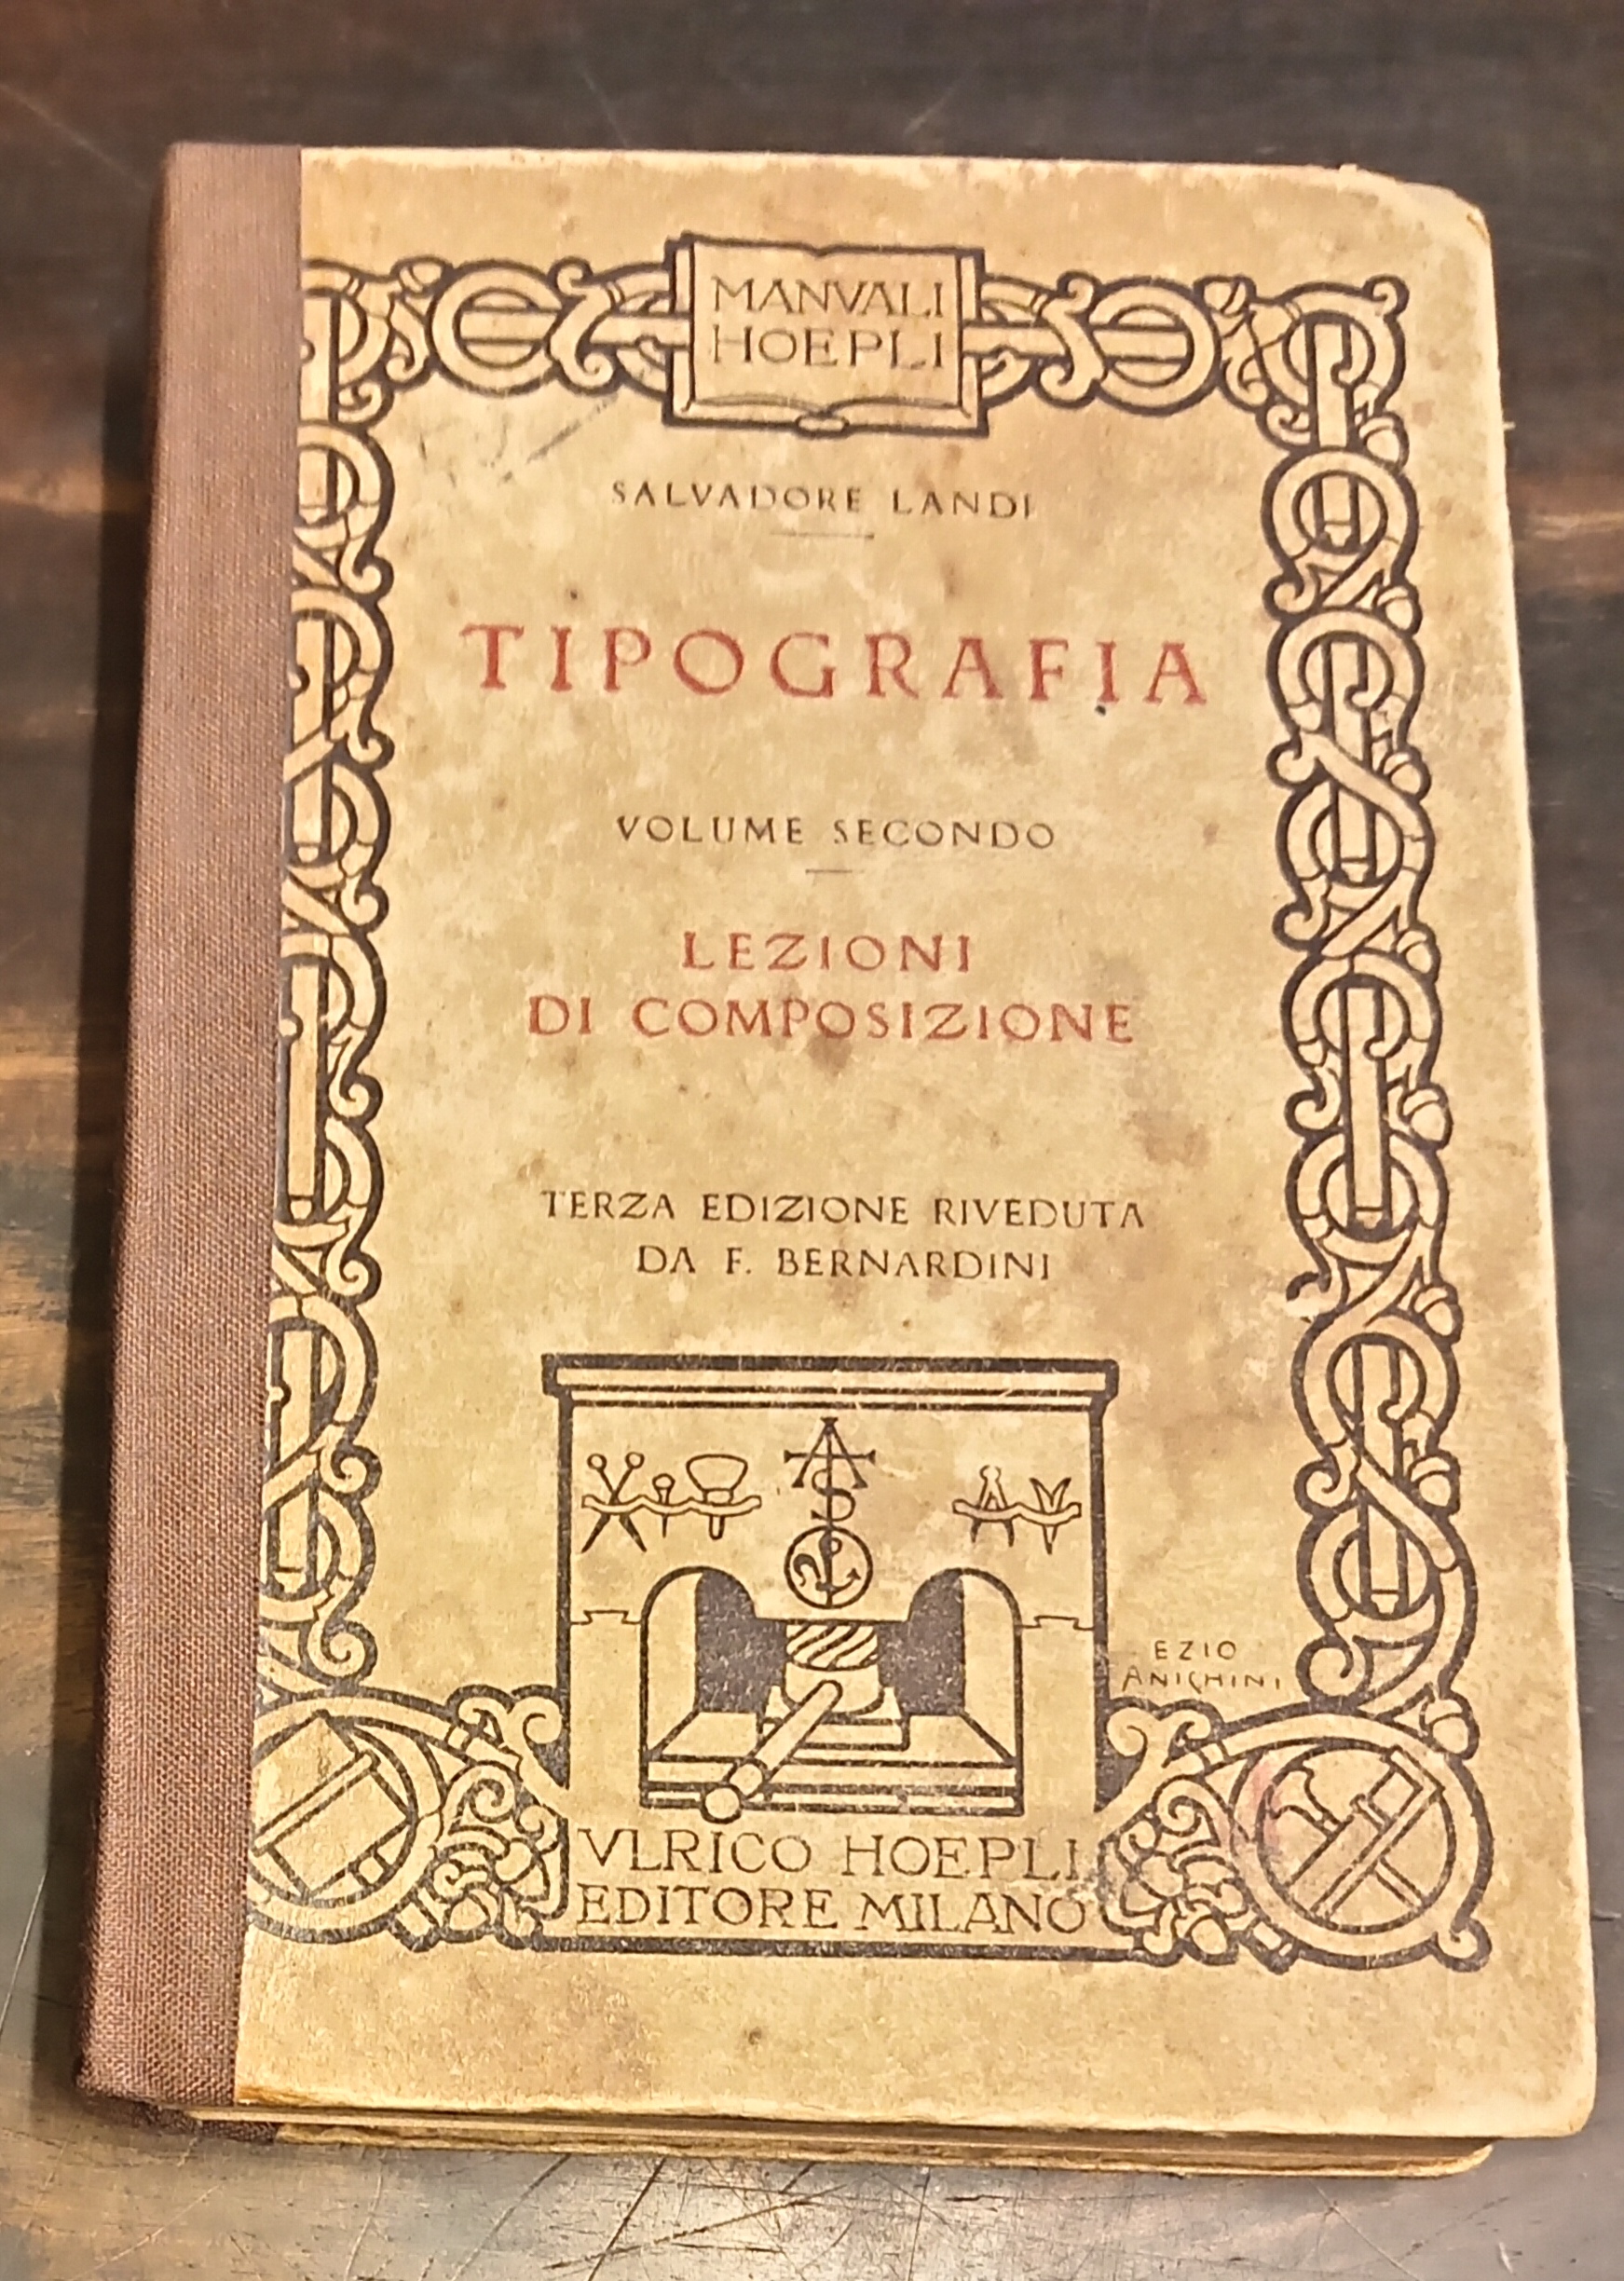 MANVALI
HOEPLI
SALVADORE LANDI
TIPOGRAFIA
VOLUME SECONDO
LEZIONI
DI COMPOSIZIONE
TERZA EDIZIONE RIVEDUTA
DA F. BERNARDINI
EZIO
ANICHINI
VLRICO HOEPLI
EDITORE MILANO